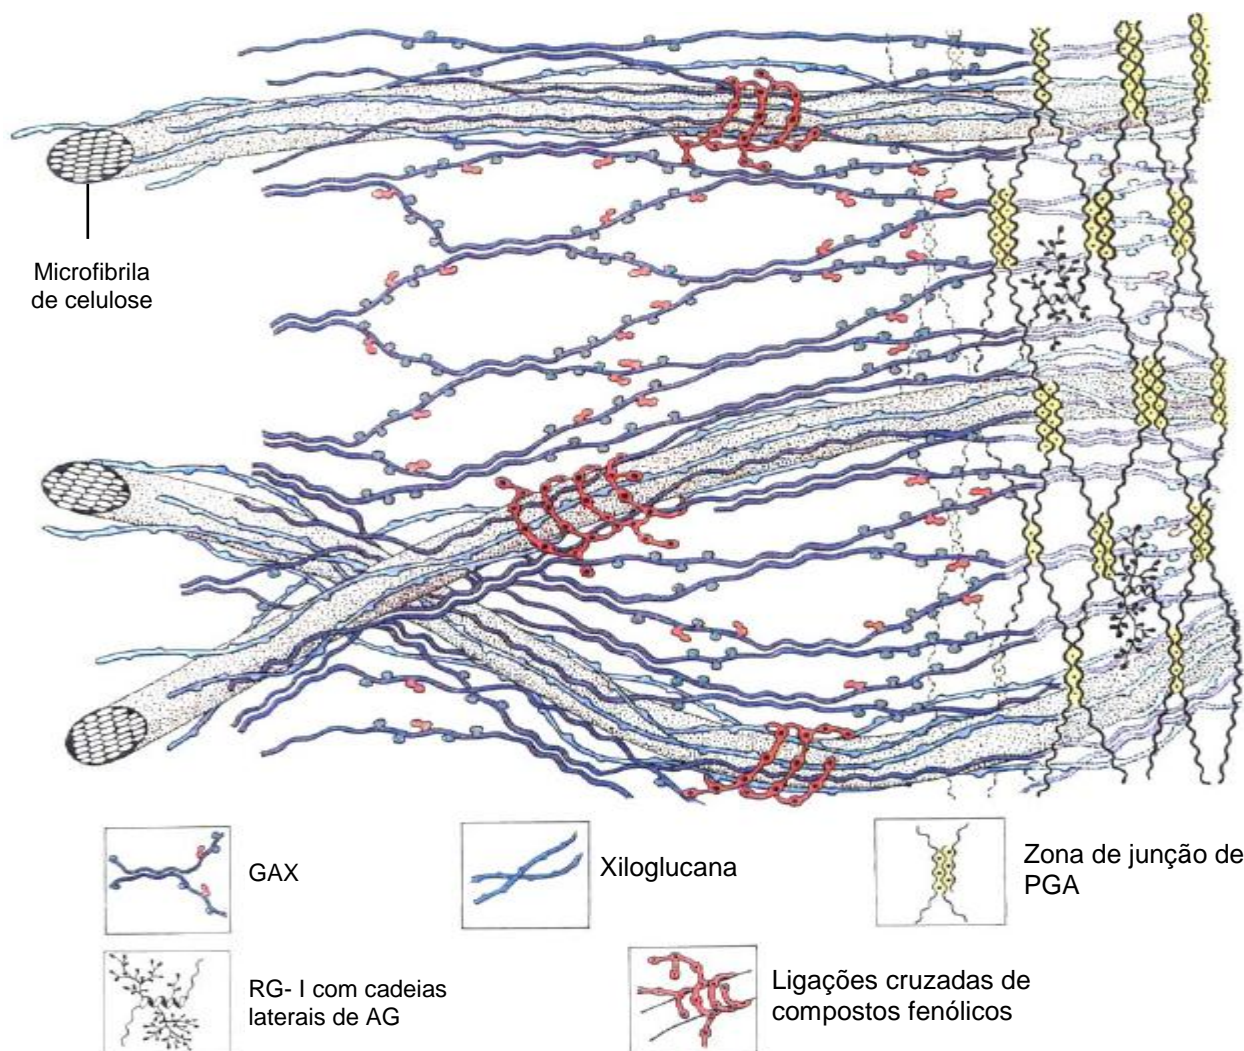 Microfibrila
de celulose
GAX
Xiloglucana
Zona de junção de
PGA
RG- I com cadeias
laterais de AG
Ligações cruzadas de
compostos fenólicos